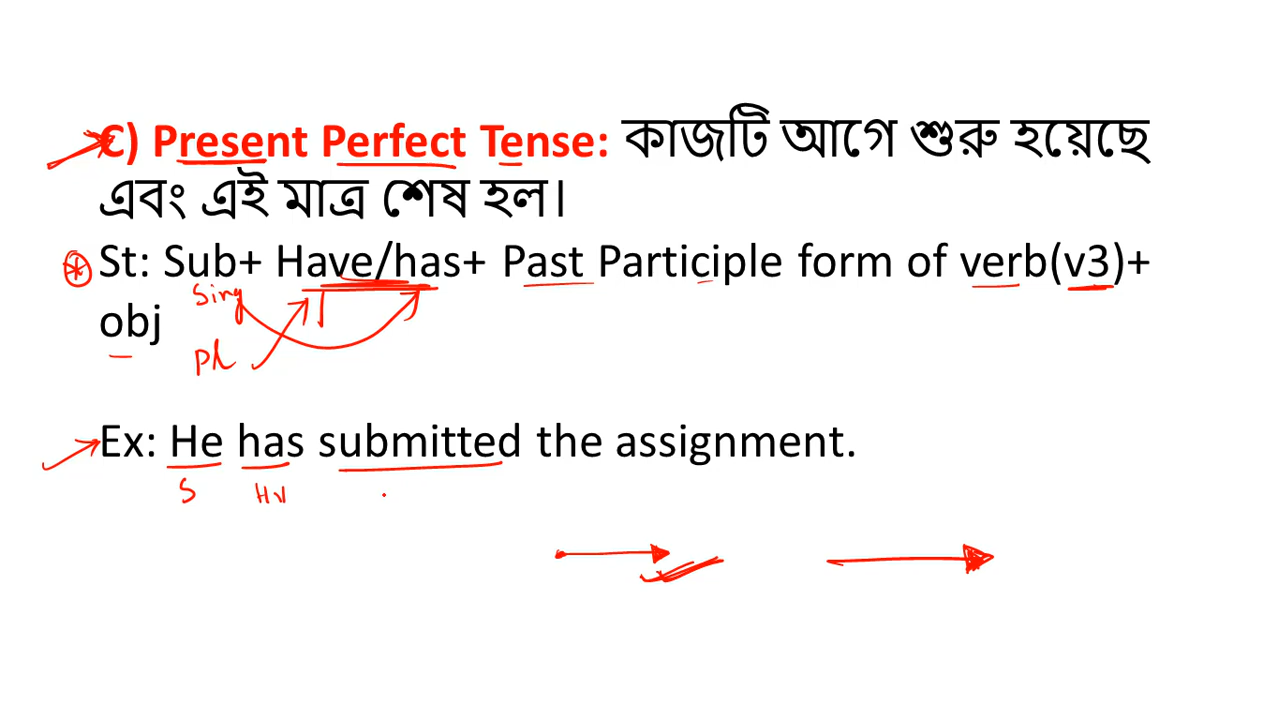 C) Present Perfect Tense: কাজটি আগে শুরু হয়েছে
এবং এই মাত্র শেষ হল।
St: Sub+ Have/has+ Past Participle form of verb(v3)+
Sing
obj
Pl
Ex: He has submitted the assignment.
S HV